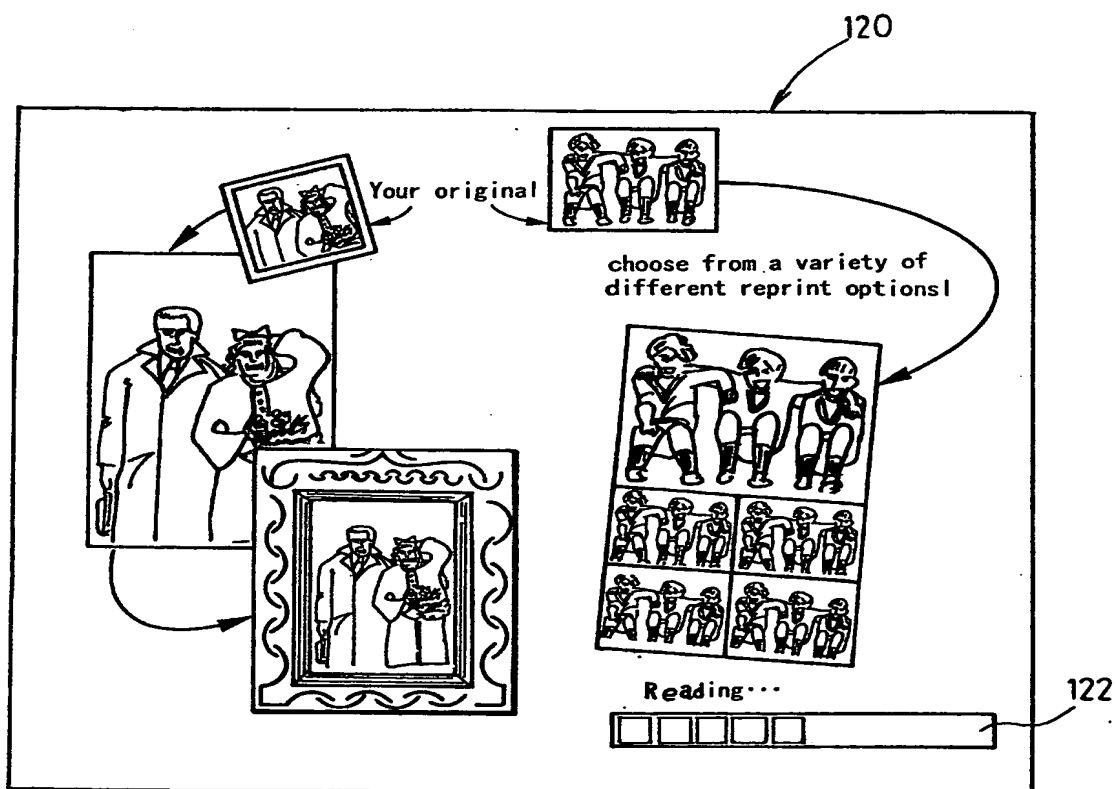 120
Your original
choose from a variety of
different reprint options!
Reading···
122